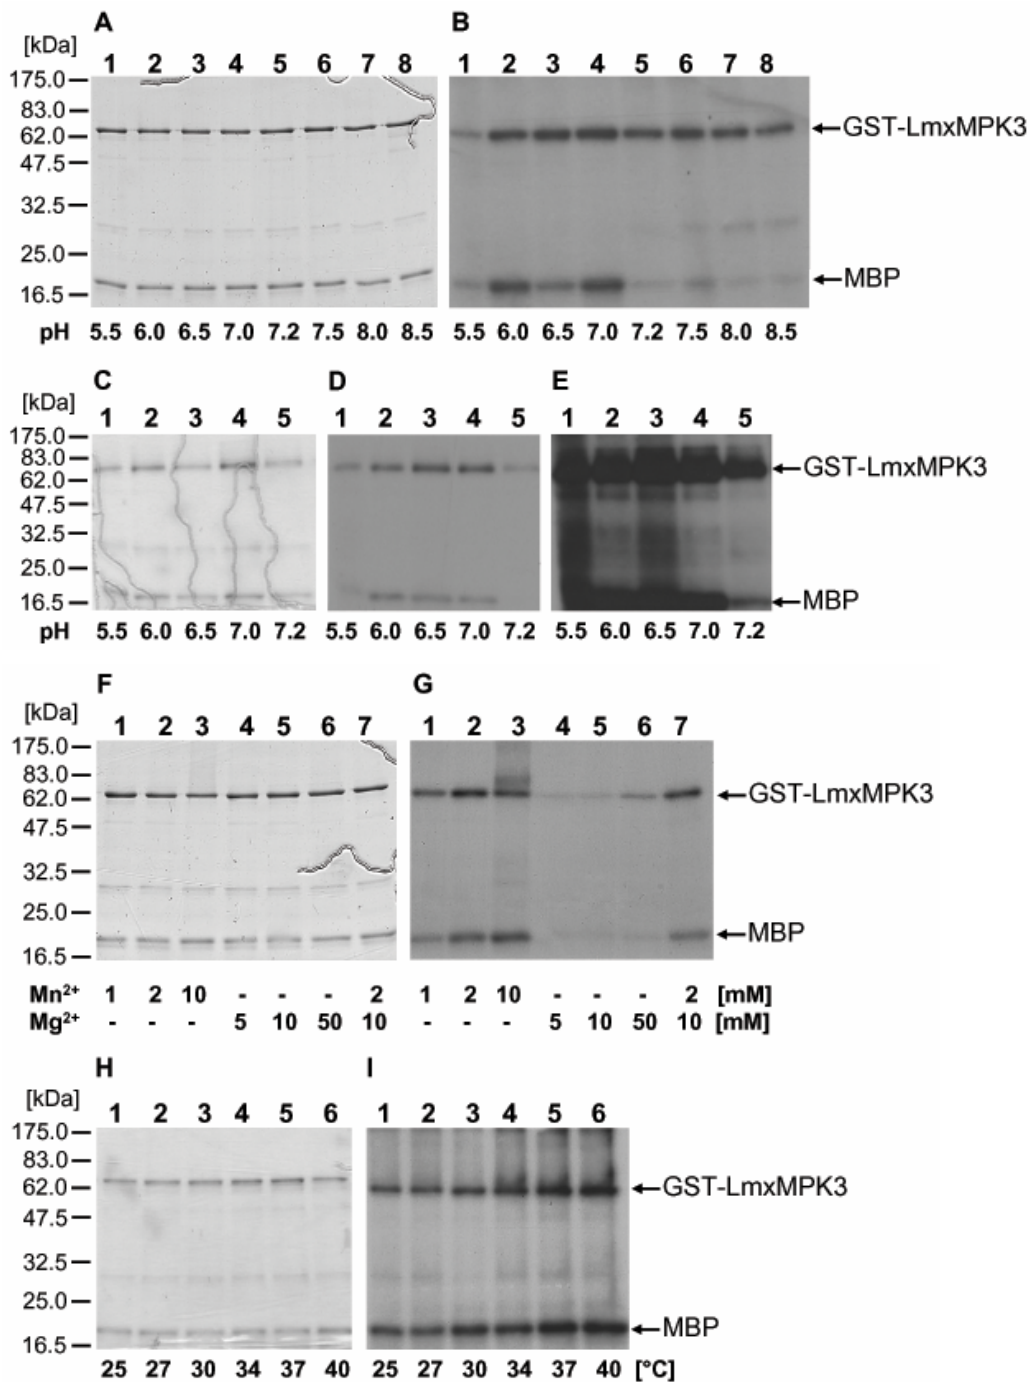 A B
[kDa] 1 2 3 4 5 6 7 8 1 2 3 4 5 6 7 8
175.0
83.0
62.0 GST-LmxMPK3
47.5
32.5
25.0
MBP
16.5
pH 5.5 6.0 6.5 7.0 7.2 7.5 8.0 8.5 5.5 6.0 6.5 7.0 7.2 7.5 8.0 8.5
C D E
[kDa] 1 2 3 4 5 1 2 3 4 5 1 2 3 4 5
175.0
83.0
62.0 GST-LmxMPK3
47.5
32.5
25.0
16.5 MBP
pH 5.5 6.0 6.5 7.0 7.2 5.5 6.0 6.5 7.0 7.2 5.5 6.0 6.5 7.0 7.2
F G
[kDa] 1 2 3 4 5 6 7 1 2 3 4 5 6 7
175.0
83.0
62.0 GST-LmxMPK3
47.5
32.5
25.0
MBP
16.5
Mn2+ 1 2 10 - - - 2 1 2 10 - - - 2 [mM]
Mg2+ - - - 5 10 50 10 - - - 5 10 50 10 [mM]
H I
[kDa] 1 2 3 4 5 6 1 2 3 4 5 6
175.0
83.0
62.0 GST-LmxMPK3
47.5
32.5
25.0
MBP
16.5
25 27 30 34 37 40 25 27 30 34 37 40 [°C]